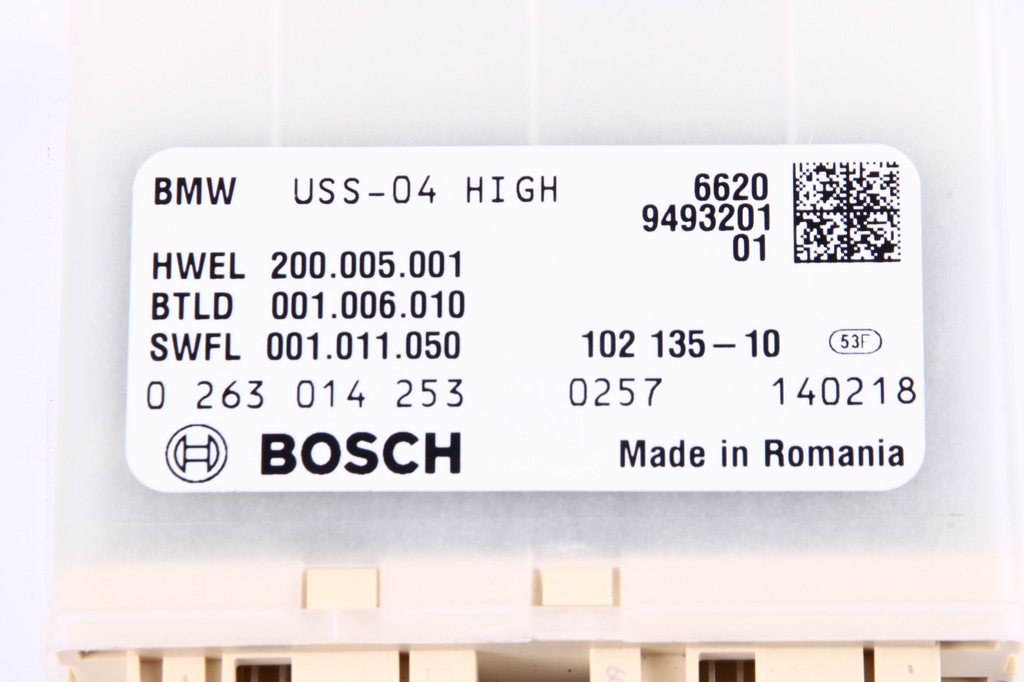 BMW USS-04 HIGH
6620
9493201
01
HWEL 200.005.001
BTLD 001.006.010
SWFL 001.011.050
102 135-10 53F
0 263 014 253 0257 140218
BOSCH Made in Romania